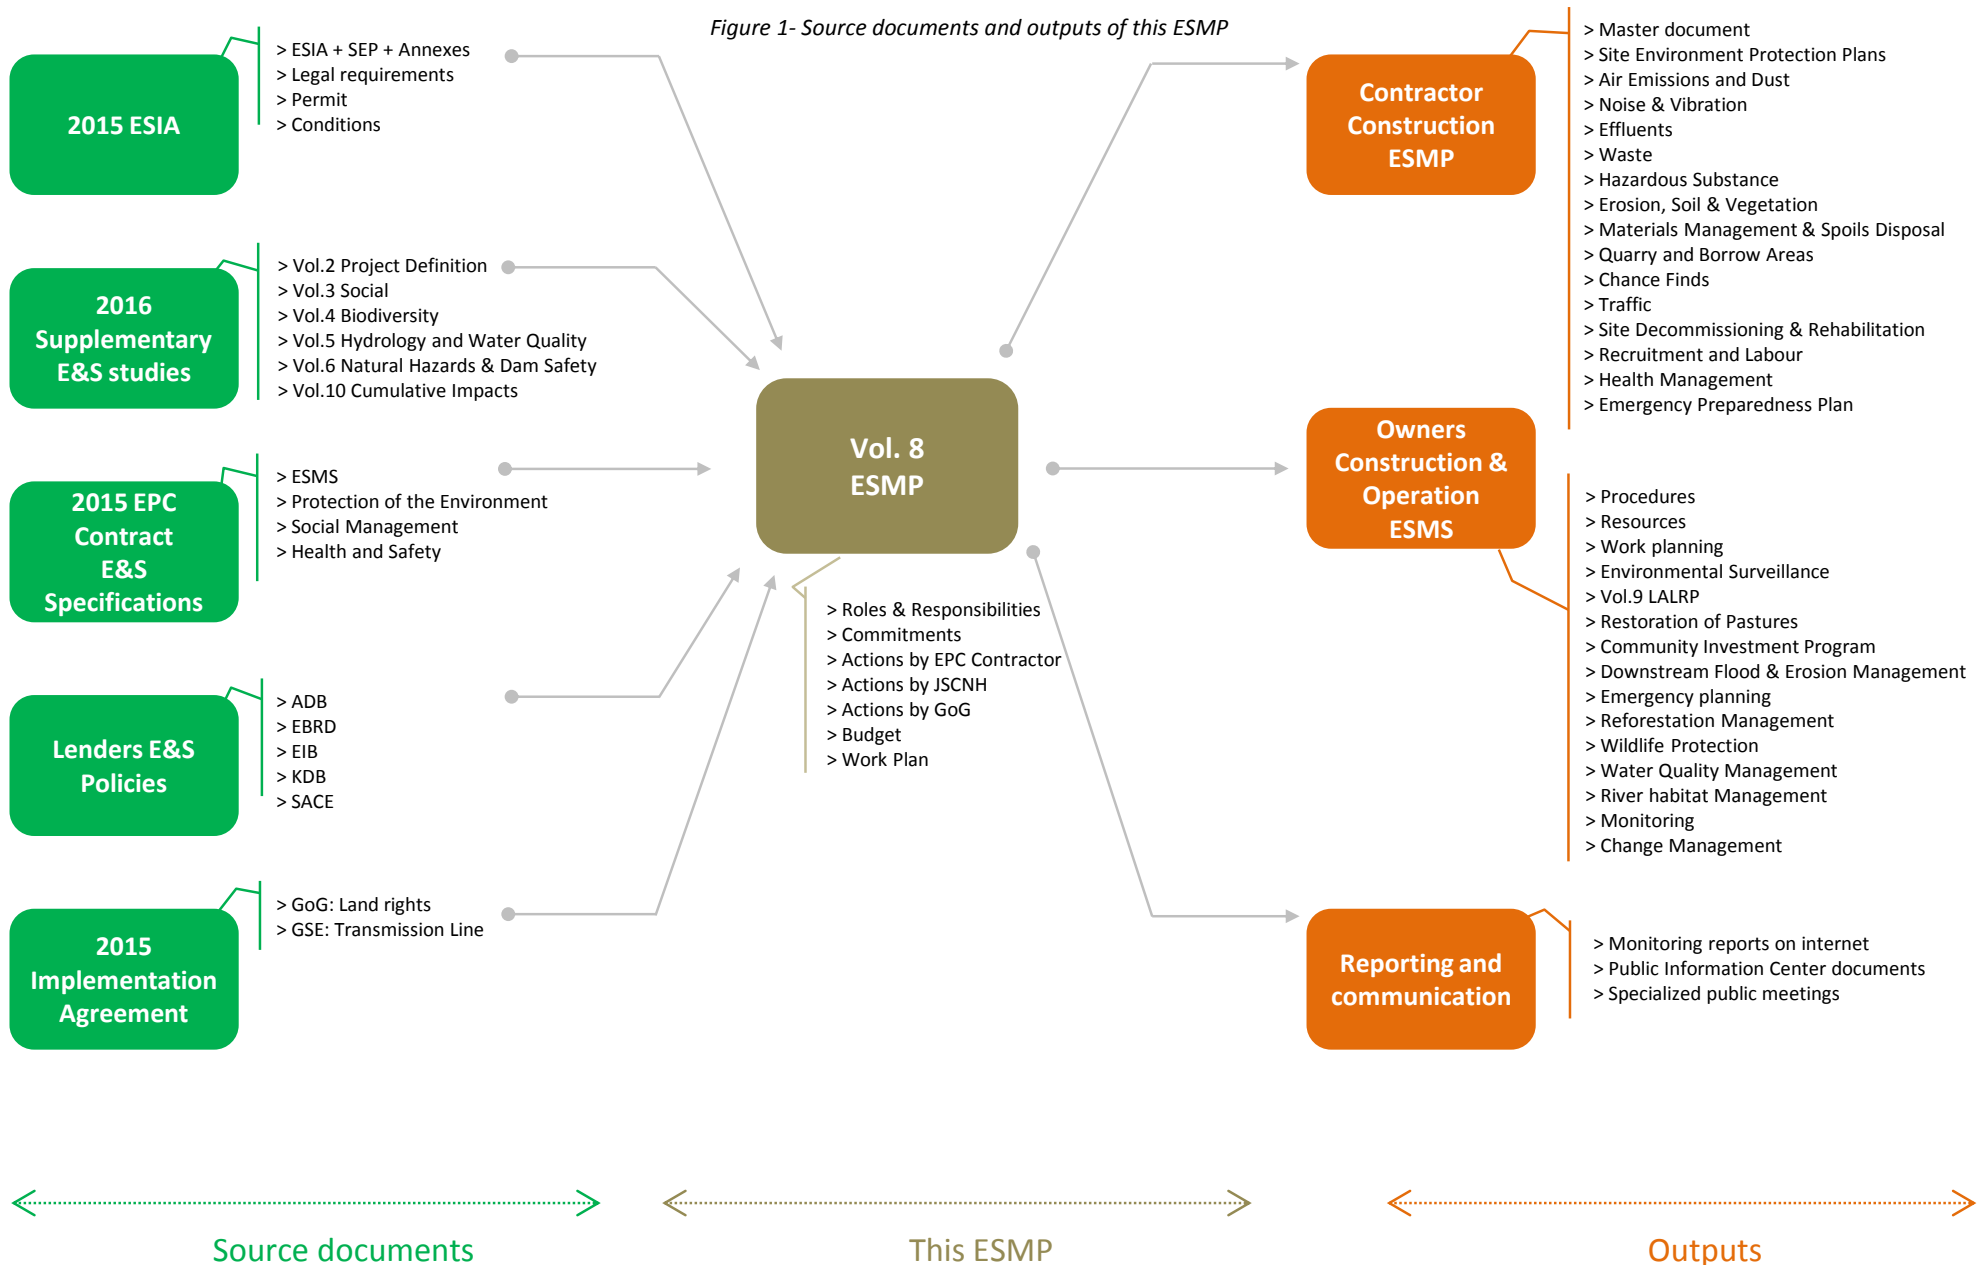 Figure 1- Source documents and outputs of this ESMP
2015 ESIA
> ESIA + SEP + Annexes
> Legal requirements
> Permit
> Conditions
2016
Supplementary
E&S studies
> Vol.2 Project Definition
> Vol.3 Social
> Vol.4 Biodiversity
> Vol.5 Hydrology and Water Quality
> Vol.6 Natural Hazards & Dam Safety
> Vol.10 Cumulative Impacts
2015 EPC
Contract
E&S
Specifications
> ESMS
> Protection of the Environment
> Social Management
> Health and Safety
Lenders E&S
Policies
> ADB
> EBRD
> EIB
> KDB
> SACE
2015
Implementation
Agreement
> GoG: Land rights
> GSE: Transmission Line
Vol. 8
ESMP
> Roles & Responsibilities
> Commitments
> Actions by EPC Contractor
> Actions by JSCNH
> Actions by GoG
> Budget
> Work Plan
Contractor
Construction
ESMP
> Master document
> Site Environment Protection Plans
> Air Emissions and Dust
> Noise & Vibration
> Effluents
> Waste
> Hazardous Substance
> Erosion, Soil & Vegetation
> Materials Management & Spoils Disposal
> Quarry and Borrow Areas
> Chance Finds
> Traffic
> Site Decommissioning & Rehabilitation
> Recruitment and Labour
> Health Management
> Emergency Preparedness Plan
Owners
Construction &
Operation
ESMS
> Procedures
> Resources
> Work planning
> Environmental Surveillance
> Vol.9 LALRP
> Restoration of Pastures
> Community Investment Program
> Downstream Flood & Erosion Management
> Emergency planning
> Reforestation Management
> Wildlife Protection
> Water Quality Management
> River habitat Management
> Monitoring
> Change Management
Reporting and
communication
> Monitoring reports on internet
> Public Information Center documents
> Specialized public meetings
Source documents
This ESMP
Outputs